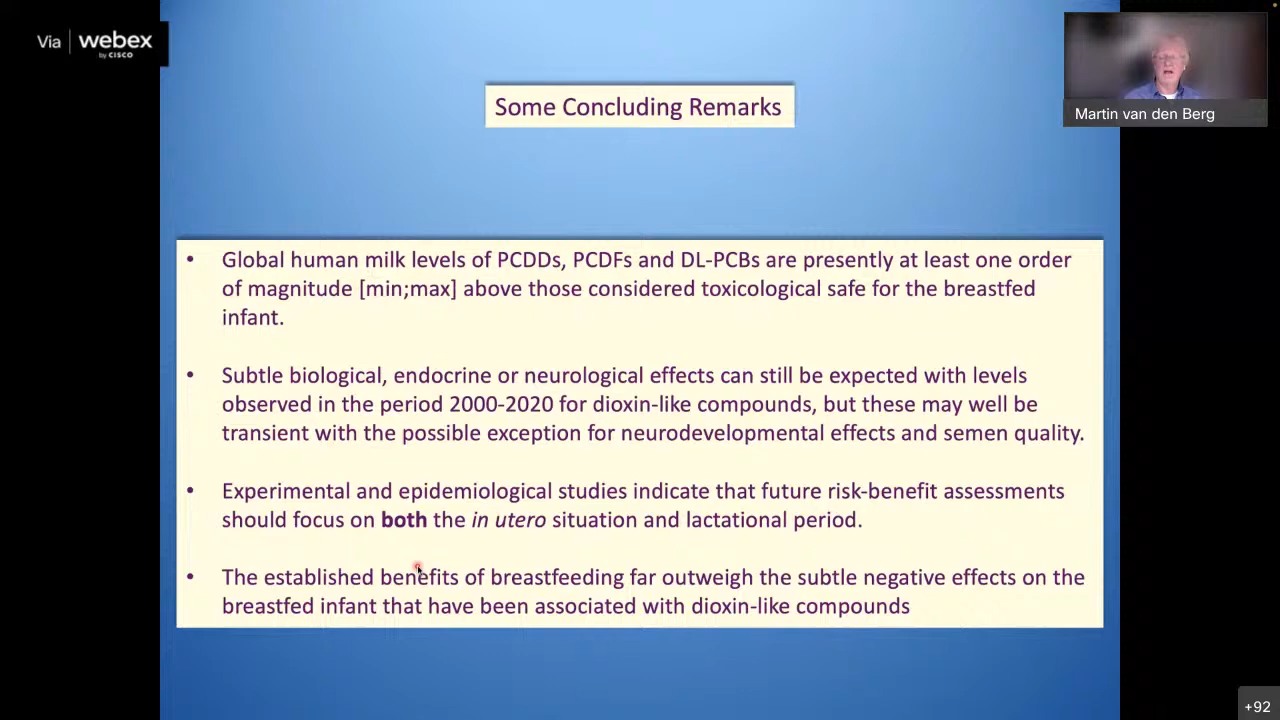 Via webex
by CISCO
Martin van den Berg
Some Concluding Remarks
• Global human milk levels of PCDDs, PCDFs and DL-PCBs are presently at least one order
of magnitude [min;max] above those considered toxicological safe for the breastfed
infant.
• Subtle biological, endocrine or neurological effects can still be expected with levels
observed in the period 2000-2020 for dioxin-like compounds, but these may well be
transient with the possible exception for neurodevelopmental effects and semen quality.
• Experimental and epidemiological studies indicate that future risk-benefit assessments
should focus on both the in utero situation and lactational period.
• The established benefits of breastfeeding far outweigh the subtle negative effects on the
breastfed infant that have been associated with dioxin-like compounds
+92